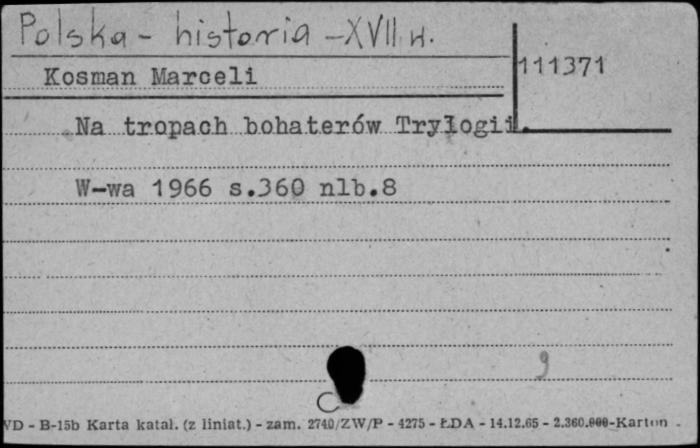 Polska - historia - XVII w.
Kosman Marceli
111371
Na tropach bohaterów Trylogii.
W-wa 1966 s.360 nlb.8
9
VD - B-15b Karta katal. (z liniat.) - zam. 2740/ZW/P - 4275 - ŁDA - 14.12.65 - 2.360.000 - Karton